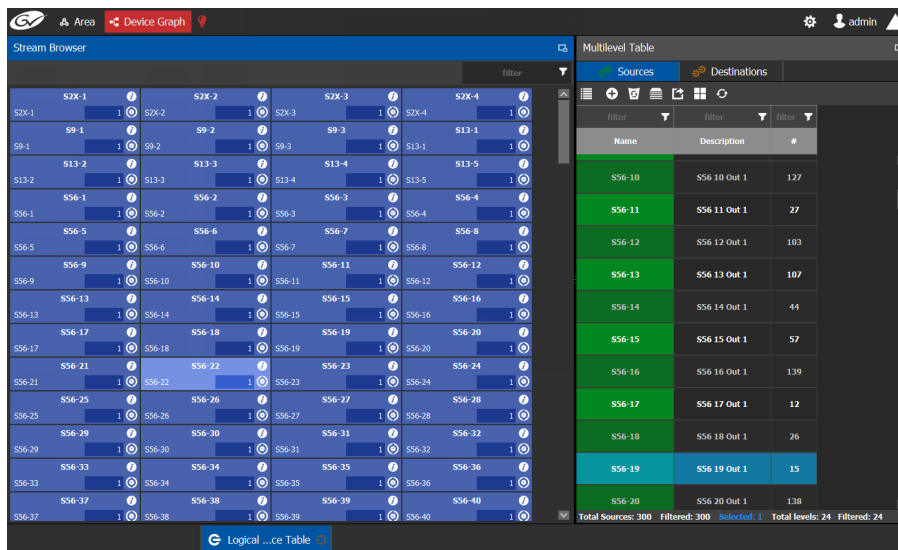 GV Area Device Graph admin
Stream Browser
filter
S2X-1 S2X-2 S2X-3 S2X-4
S2X-1 1 S2X-2 1 S2X-3 1 S2X-4 1
S9-1 S9-2 S9-3 S13-1
S9-1 1 S9-2 1 S9-3 1 S13-1 1
S13-2 S13-3 S13-4 S13-5
S13-2 1 S13-3 1 S13-4 1 S13-5 1
S56-1 S56-2 S56-3 S56-4
S56-1 1 S56-2 1 S56-3 1 S56-4 1
S56-5 S56-6 S56-7 S56-8
S56-5 1 S56-6 1 S56-7 1 S56-8 1
S56-9 S56-10 S56-11 S56-12
S56-9 1 S56-10 1 S56-11 1 S56-12 1
S56-13 S56-14 S56-15 S56-16
S56-13 1 S56-14 1 S56-15 1 S56-16 1
S56-17 S56-18 S56-19 S56-20
S56-17 1 S56-18 1 S56-19 1 S56-20 1
S56-21 S56-22 S56-23 S56-24
S56-21 1 S56-22 1 S56-23 1 S56-24 1
S56-25 S56-26 S56-27 S56-28
S56-25 1 S56-26 1 S56-27 1 S56-28 1
S56-29 S56-30 S56-31 S56-32
S56-29 1 S56-30 1 S56-31 1 S56-32 1
S56-33 S56-34 S56-35 S56-36
S56-33 1 S56-34 1 S56-35 1 S56-36 1
S56-37 S56-38 S56-39 S56-40
S56-37 1 S56-38 1 S56-39 1 S56-40 1
Multilevel Table
Sources Destinations
filter filter filter
Name Description #
S56-10 S56 10 Out 1 127
S56-11 S56 11 Out 1 27
S56-12 S56 12 Out 1 103
S56-13 S56 13 Out 1 107
S56-14 S56 14 Out 1 44
S56-15 S56 15 Out 1 57
S56-16 S56 16 Out 1 139
S56-17 S56 17 Out 1 12
S56-18 S56 18 Out 1 26
S56-19 S56 19 Out 1 15
S56-20 S56 20 Out 1 138
Total Sources: 300 Filtered: 300 Selected: 1 Total levels: 24 Filtered: 24
Logical ...ce Table